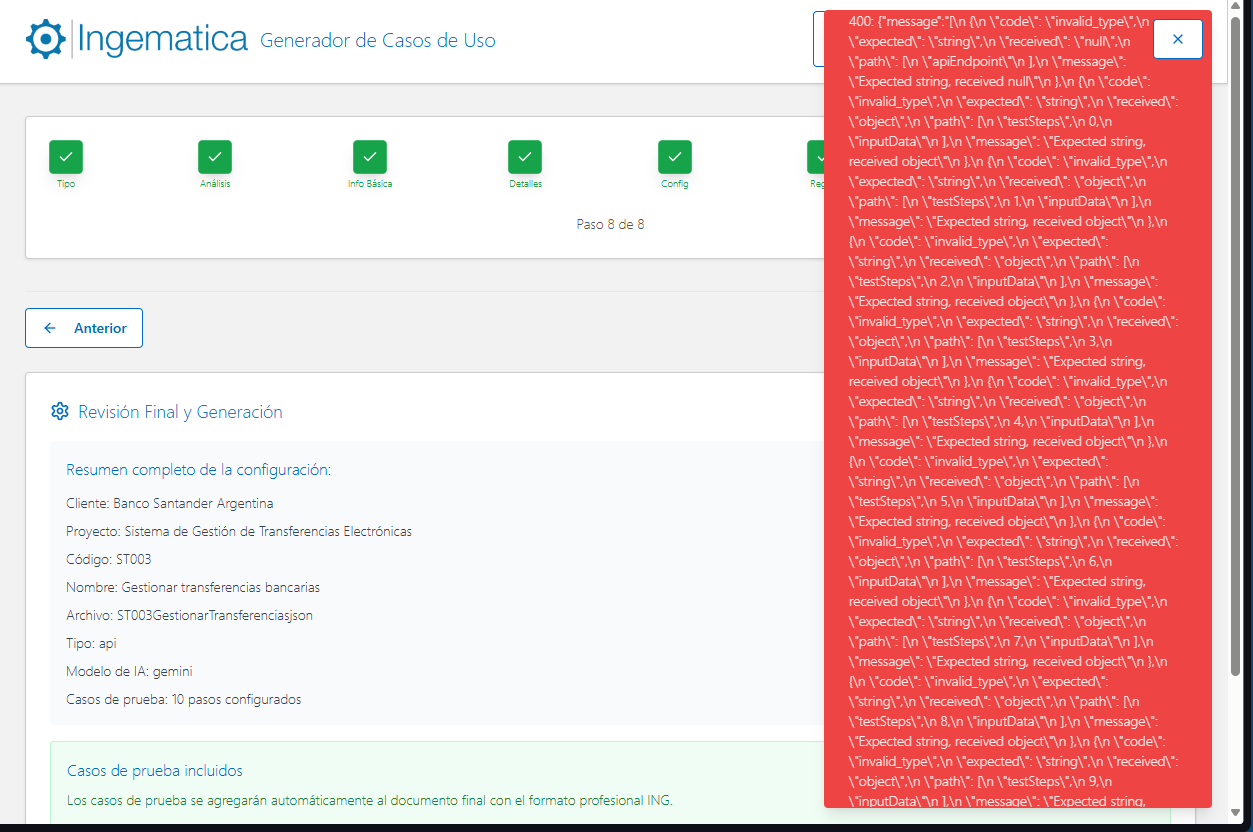 Ingematica
Generador de Casos de Uso
Tipo
Análisis
Info Básica
Detalles
Config
Reg
Paso 8 de 8
Anterior
Revisión Final y Generación
Resumen completo de la configuración:
Cliente: Banco Santander Argentina
Proyecto: Sistema de Gestión de Transferencias Electrónicas
Código: ST003
Nombre: Gestionar transferencias bancarias
Archivo: ST003GestionarTransferenciasjson
Tipo: api
Modelo de IA: gemini
Casos de prueba: 10 pasos configurados
Casos de prueba incluidos
Los casos de prueba se agregarán automáticamente al documento final con el formato profesional ING.
400: {"message":"[\n {\n \"code\": \"invalid_type\",\n
\"expected\": \"string\",\n \"received\": \"null\",\n
\"path\": [\n \"apiEndpoint\"\n ],\n \"message\":
\"Expected string, received null\"\n },\n {\n \"code\":
\"invalid_type\",\n \"expected\": \"string\",\n \"received\":
\"object\",\n \"path\": [\n \"testSteps\",\n 0,\n
\"inputData\"\n ],\n \"message\": \"Expected string,
received object\"\n },\n {\n \"code\": \"invalid_type\",\n
\"expected\": \"string\",\n \"received\": \"object\",\n
\"path\": [\n \"testSteps\",\n 1,\n \"inputData\"\n ],\n
\"message\": \"Expected string, received object\"\n },\n
{\n \"code\": \"invalid_type\",\n \"expected\":
\"string\",\n \"received\": \"object\",\n \"path\": [\n
\"testSteps\",\n 2,\n \"inputData\"\n ],\n \"message\":
\"Expected string, received object\"\n },\n {\n \"code\":
\"invalid_type\",\n \"expected\": \"string\",\n \"received\":
\"object\",\n \"path\": [\n \"testSteps\",\n 3,\n
\"inputData\"\n ],\n \"message\": \"Expected string,
received object\"\n },\n {\n \"code\": \"invalid_type\",\n
\"expected\": \"string\",\n \"received\": \"object\",\n
\"path\": [\n \"testSteps\",\n 4,\n \"inputData\"\n ],\n
\"message\": \"Expected string, received object\"\n },\n
{\n \"code\": \"invalid_type\",\n \"expected\":
\"string\",\n \"received\": \"object\",\n \"path\": [\n
\"testSteps\",\n 5,\n \"inputData\"\n ],\n \"message\":
\"Expected string, received object\"\n },\n {\n \"code\":
\"invalid_type\",\n \"expected\": \"string\",\n \"received\":
\"object\",\n \"path\": [\n \"testSteps\",\n 6,\n
\"inputData\"\n ],\n \"message\": \"Expected string,
received object\"\n },\n {\n \"code\": \"invalid_type\",\n
\"expected\": \"string\",\n \"received\": \"object\",\n
\"path\": [\n \"testSteps\",\n 7,\n \"inputData\"\n ],\n
\"message\": \"Expected string, received object\"\n },\n
{\n \"code\": \"invalid_type\",\n \"expected\":
\"string\",\n \"received\": \"object\",\n \"path\": [\n
\"testSteps\",\n 8,\n \"inputData\"\n ],\n \"message\":
\"Expected string, received object\"\n },\n {\n \"code\":
\"invalid_type\",\n \"expected\": \"string\",\n \"received\":
\"object\",\n \"path\": [\n \"testSteps\",\n 9,\n
\"inputData\"\n ],\n \"message\": \"Expected string,